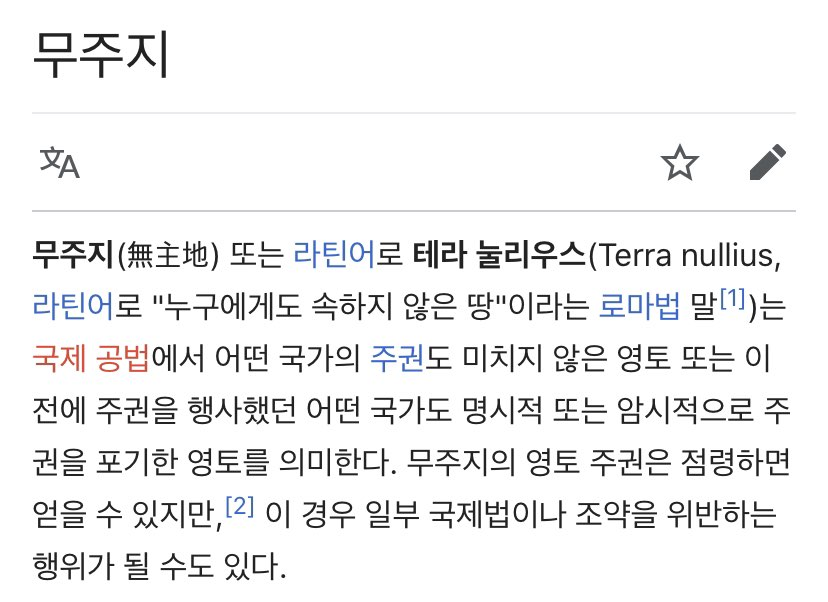 무주지
文A
무주지(無主地) 또는 라틴어로 테라 눌리우스(Terra nullius,
라틴어로 "누구에게도 속하지 않은 땅"이라는 로마법 말[1])는
국제 공법에서 어떤 국가의 주권도 미치지 않은 영토 또는 이
전에 주권을 행사했던 어떤 국가도 명시적 또는 암시적으로 주
권을 포기한 영토를 의미한다. 무주지의 영토 주권은 점령하면
얻을 수 있지만,[2] 이 경우 일부 국제법이나 조약을 위반하는
행위가 될 수도 있다.